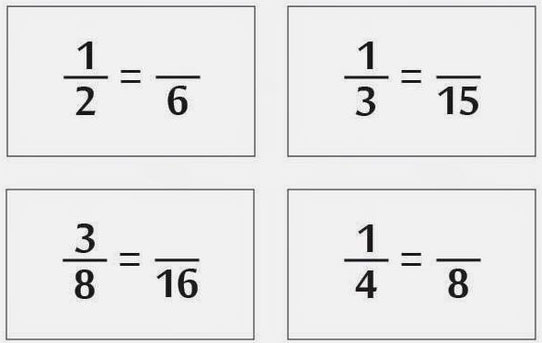 1/2 = /6
1/3 = /15
3/8 = /16
1/4 = /8